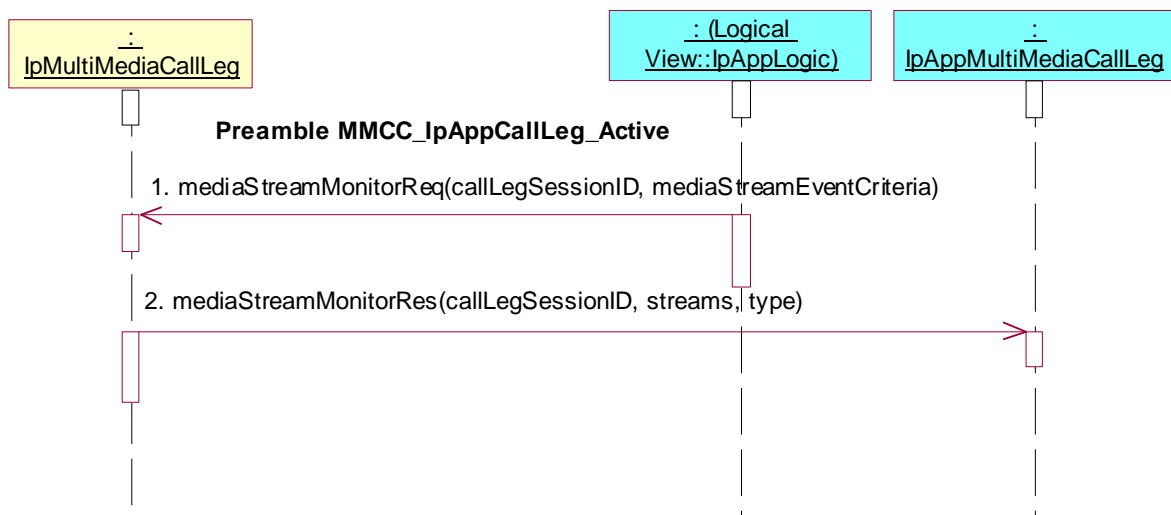 :
IpMultiMediaCallLeg
: (Logical
View::IpAppLogic)
:
IpAppMultiMediaCallLeg
Preamble MMCC_IpAppCallLeg_Active
1. mediaStreamMonitorReq(callLegSessionID, mediaStreamEventCriteria)
2. mediaStreamMonitorRes(callLegSessionID, streams, type)